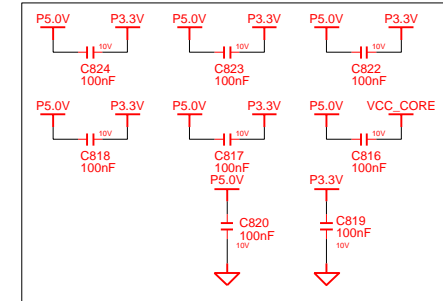 P5.0V P3.3V P5.0V P3.3V P5.0V P3.3V
10V 10V 10V
C824 C823 C822
100nF 100nF 100nF
P5.0V P3.3V P5.0V P3.3V P5.0V VCC_CORE
10V 10V 10V
C818 C817 C816
100nF 100nF 100nF
P5.0V P3.3V
C820 C819
100nF 100nF
10V 10V